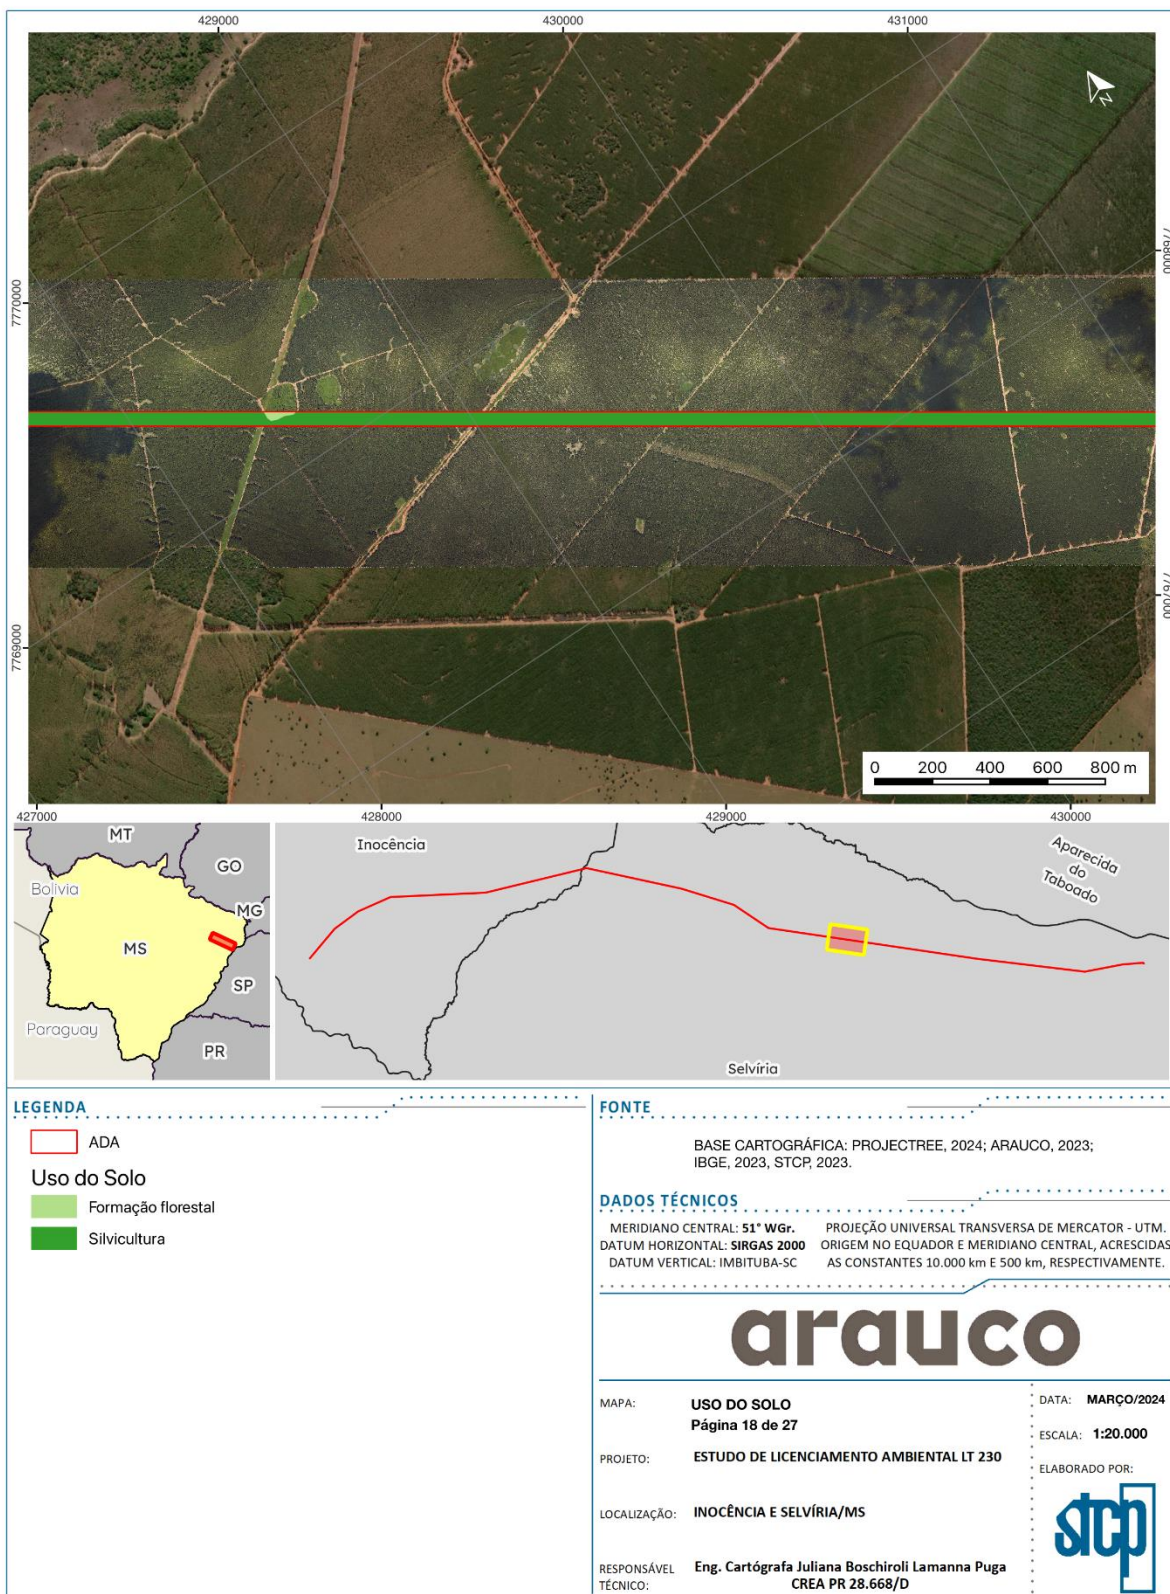 429000
430000
431000
7770000
7768000
7769000
7767000
N
0 200 400 600 800 m
427000
428000
429000
430000
MT
GO
Bolivia
MG
MS
SP
Paraguay
PR
Inocência
Aparecida
do
Taboado
Selvíria
LEGENDA
ADA
Uso do Solo
Formação florestal
Silvicultura
FONTE
BASE CARTOGRÁFICA: PROJECTREE, 2024; ARAUCO, 2023;
IBGE, 2023, STCP, 2023.
DADOS TÉCNICOS
MERIDIANO CENTRAL: 51° WGr.
DATUM HORIZONTAL: SIRGAS 2000
DATUM VERTICAL: IMBITUBA-SC
PROJEÇÃO UNIVERSAL TRANSVERSA DE MERCATOR - UTM.
ORIGEM NO EQUADOR E MERIDIANO CENTRAL, ACRESCIDAS
AS CONSTANTES 10.000 km E 500 km, RESPECTIVAMENTE.
arauco
MAPA: USO DO SOLO
Página 18 de 27
PROJETO: ESTUDO DE LICENCIAMENTO AMBIENTAL LT 230
LOCALIZAÇÃO: INOCÊNCIA E SELVÍRIA/MS
RESPONSÁVEL
TÉCNICO:
Eng. Cartógrafa Juliana Boschiroli Lamanna Puga
CREA PR 28.668/D
DATA: MARÇO/2024
ESCALA: 1:20.000
ELABORADO POR:
stcp